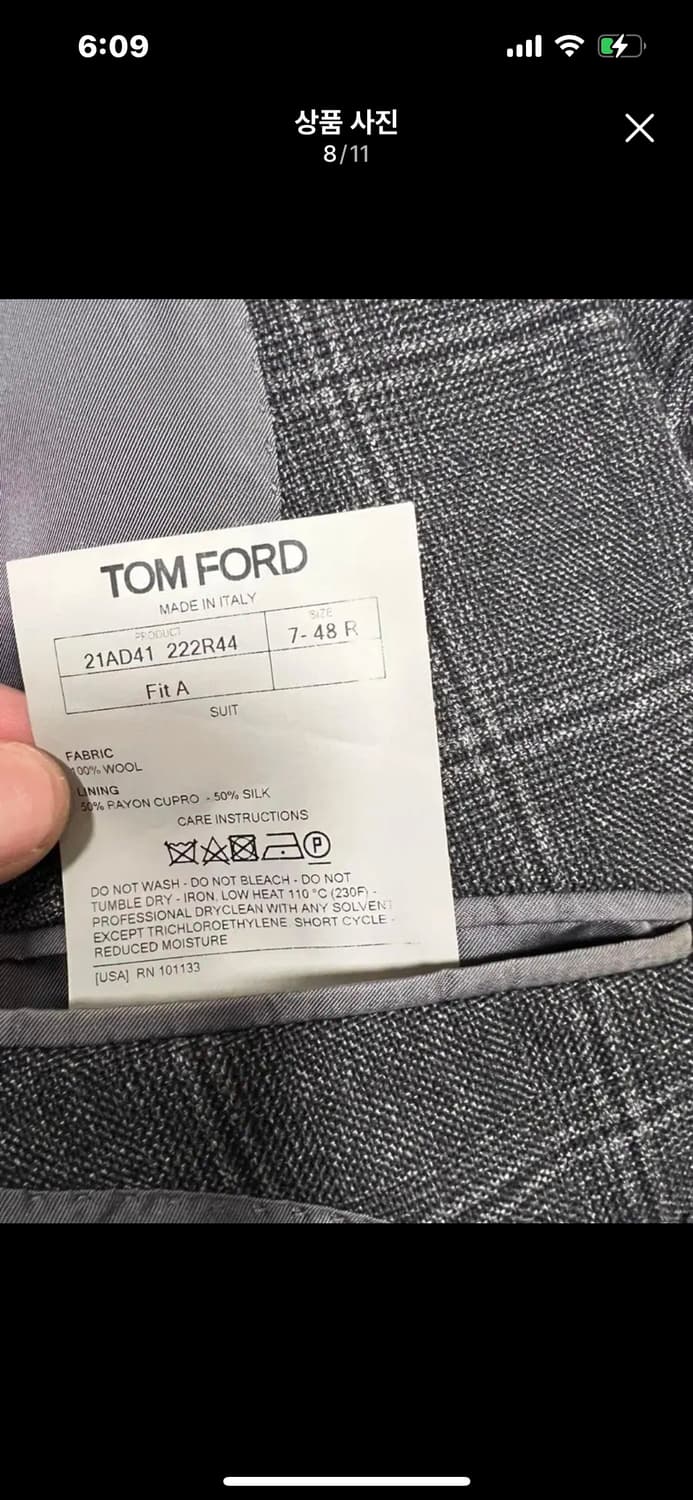 6:09
상품 사진
8/11
TOM FORD
MADE IN ITALY
PRODUCT
SIZE
21AD41 222R44
7- 48 R
Fit A
SUIT
FABRIC
100% WOOL
LINING
50% RAYON CUPRO - 50% SILK
CARE INSTRUCTIONS
P
DO NOT WASH - DO NOT BLEACH - DO NOT
TUMBLE DRY - IRON, LOW HEAT 110 °C (230F) -
PROFESSIONAL DRYCLEAN WITH ANY SOLVENT
EXCEPT TRICHLOROETHYLENE, SHORT CYCLE -
REDUCED MOISTURE
[USA] RN 101133